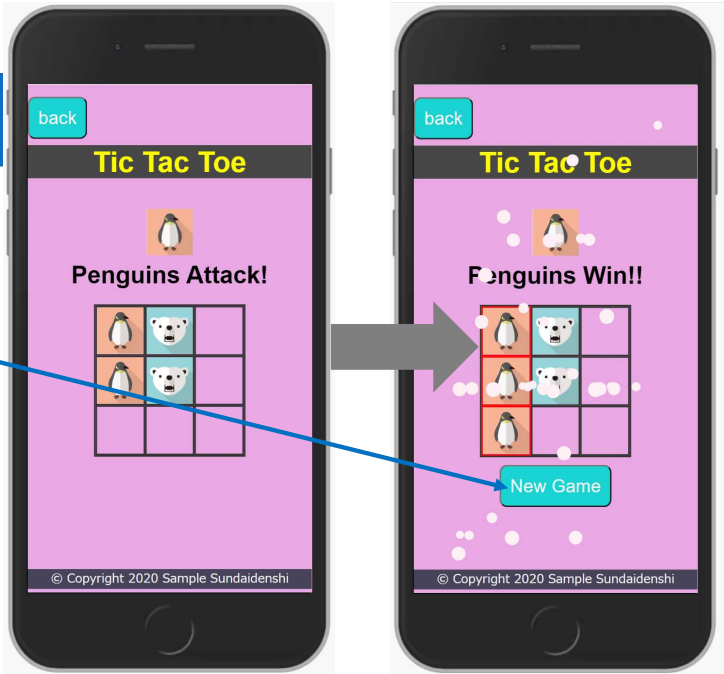 back
Tic Tac Toe
Penguins Attack!
© Copyright 2020 Sample Sundaidenshi
back
Tic Tac Toe
Penguins Win!!
New Game
© Copyright 2020 Sample Sundaidenshi